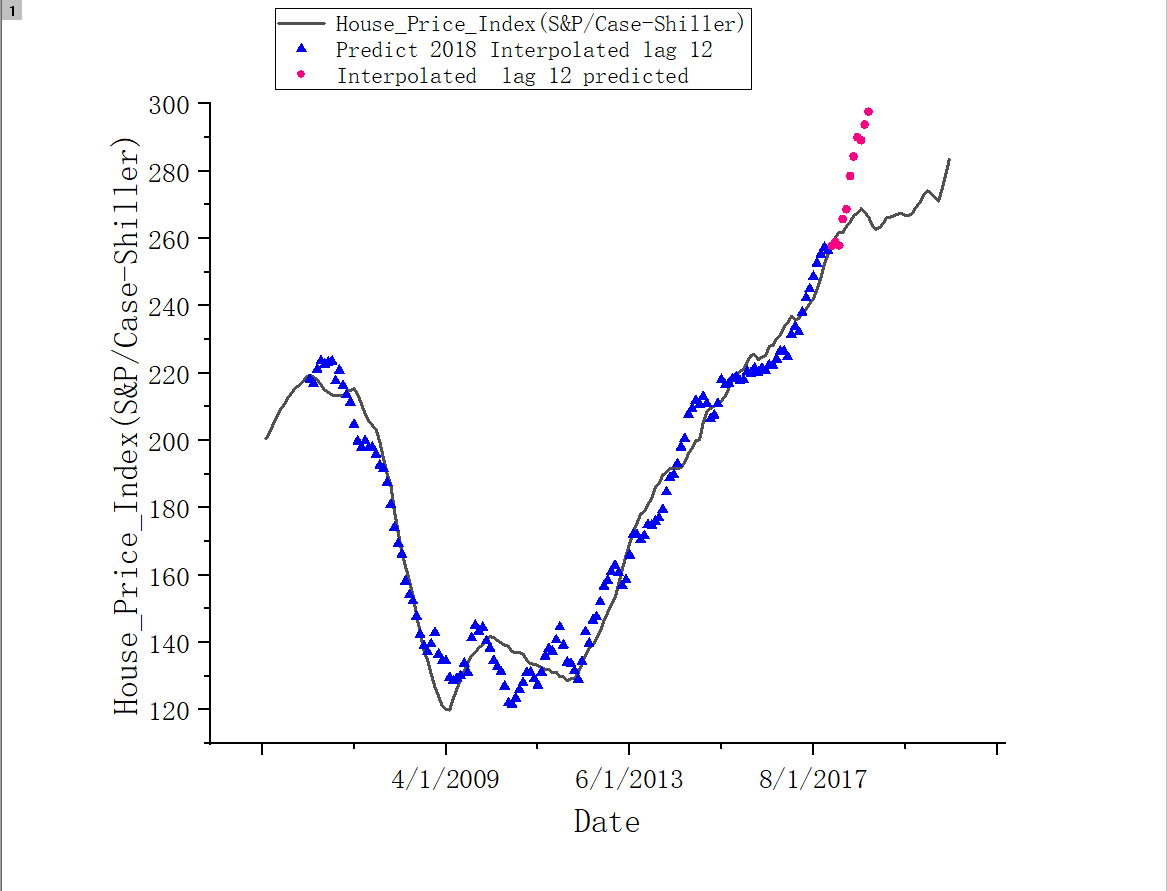 1
House_Price_Index(S&P/Case-Shiller)
Predict 2018 Interpolated lag 12
Interpolated  lag 12 predicted
300
280
260
240
220
200
180
160
140
120
House_Price_Index(S&P/Case-Shiller)
4/1/2009 6/1/2013 8/1/2017
Date